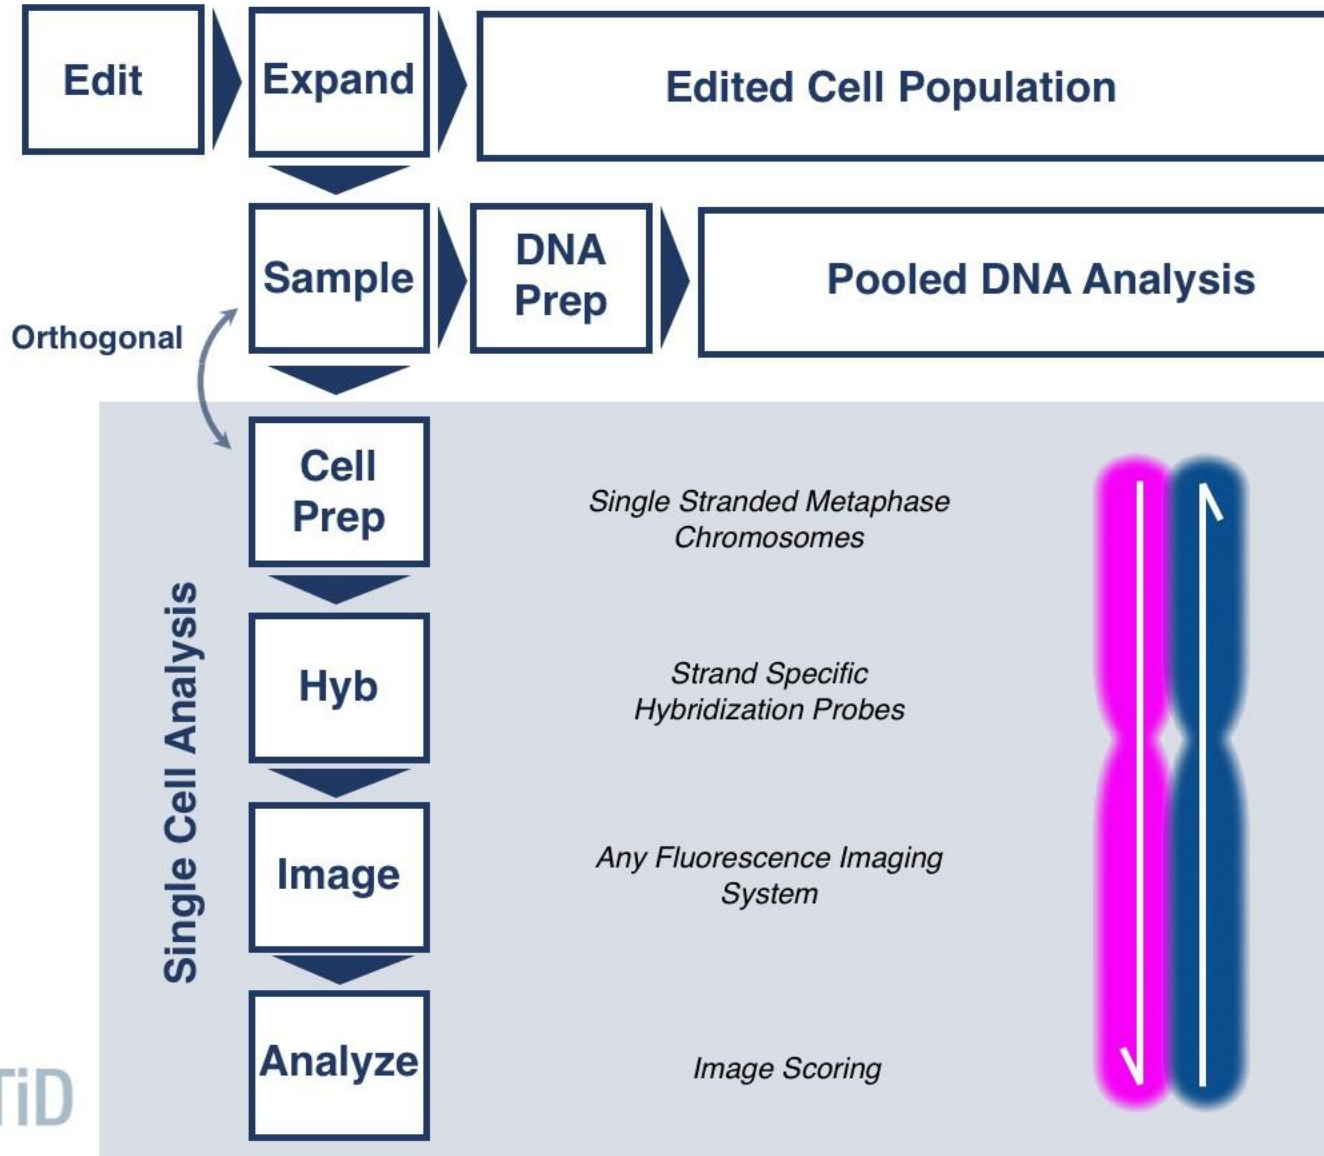 Edit
Expand
Edited Cell Population
Sample
DNA
Prep
Pooled DNA Analysis
Orthogonal
Single Cell Analysis
Cell
Prep
Single Stranded Metaphase
Chromosomes
Hyb
Strand Specific
Hybridization Probes
Image
Any Fluorescence Imaging
System
Analyze
Image Scoring
TiD